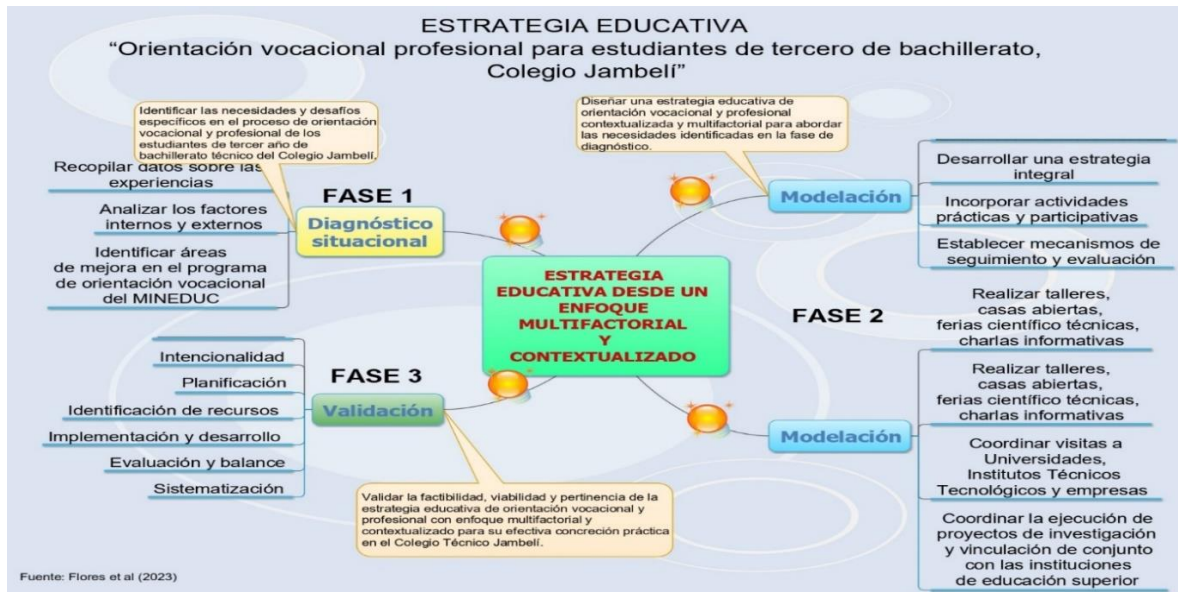 ESTRATEGIA EDUCATIVA
“Orientación vocacional profesional para estudiantes de tercero de bachillerato,
Colegio Jambelí”
Identificar las necesidades y desafíos
específicos en el proceso de orientación
vocacional y profesional de los
estudiantes de tercer año de
bachillerato técnico del Colegio Jambelí,
Recopilar datos sobre las
experiencias
Analizar los factores
internos y externos
Identificar áreas
de mejora en el programa
de orientación vocacional
del MINEDUC
FASE 1
Diagnóstico
situacional
Diseñar una estrategia educativa de
orientación vocacional y profesional
contextualizada y multifactorial para abordar
las necesidades identificadas en la fase de
diagnóstico.
Modelación
Desarrollar una estrategia
integral
Incorporar actividades
prácticas y participativas
Establecer mecanismos de
seguimiento y evaluación
ESTRATEGIA
EDUCATIVA DESDE UN
ENFOQUE
MULTIFACTORIAL
Y
CONTEXTUALIZADO
FASE 2
Realizar talleres,
casas abiertas,
ferias científico técnicas,
charlas informativas
Realizar talleres,
casas abiertas,
ferias científico técnicas,
charlas informativas
Modelación
Coordinar visitas a
Universidades,
Institutos Técnicos
Tecnológicos y empresas
Coordinar la ejecución de
proyectos de investigación
y vinculación de conjunto
con las instituciones
de educación superior
FASE 3
Validación
Intencionalidad
Planificación
Identificación de recursos
Implementación y desarrollo
Evaluación y balance
Sistematización
Validar la factibilidad, viabilidad y pertinencia de la
estrategia educativa de orientación vocacional y
profesional con enfoque multifactorial y
contextualizado para su efectiva concreción práctica
en el Colegio Técnico Jambelí.
Fuente: Flores et al (2023)